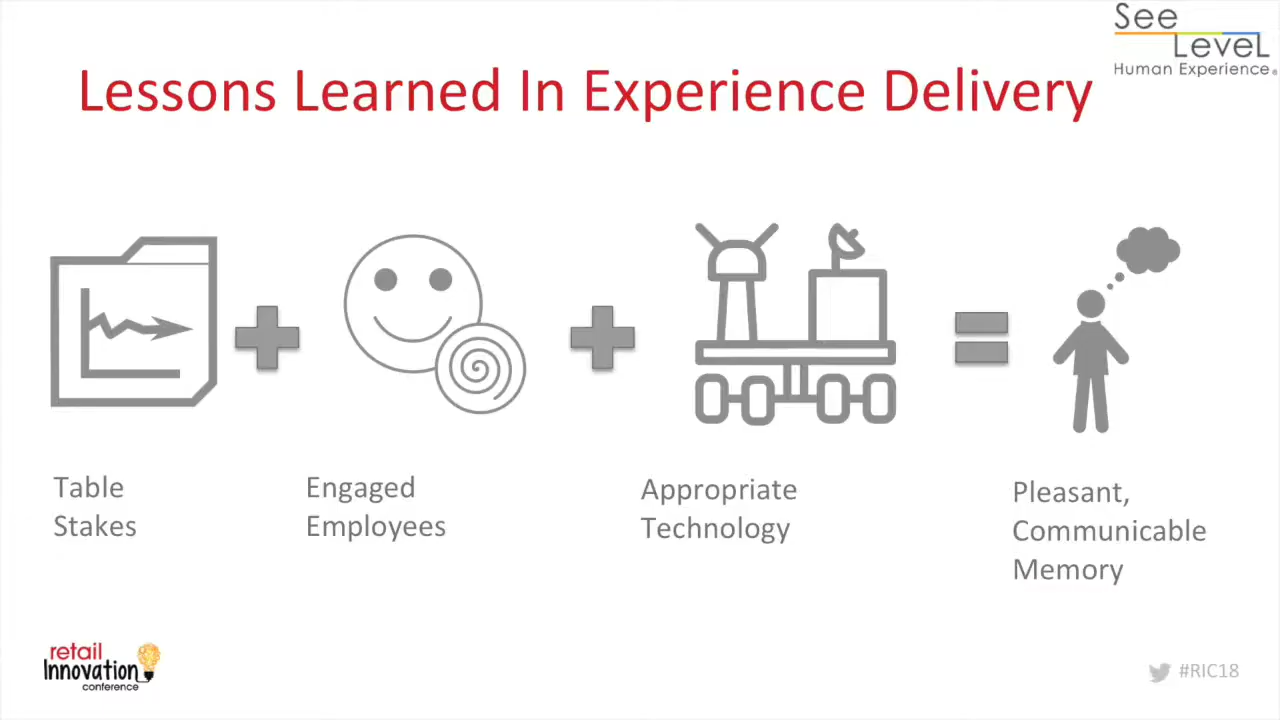 See
LeveL
Human Experience®
Lessons Learned In Experience Delivery
Table
Stakes
Engaged
Employees
Appropriate
Technology
Pleasant,
Communicable
Memory
retail
Innovation
conference
#RIC18